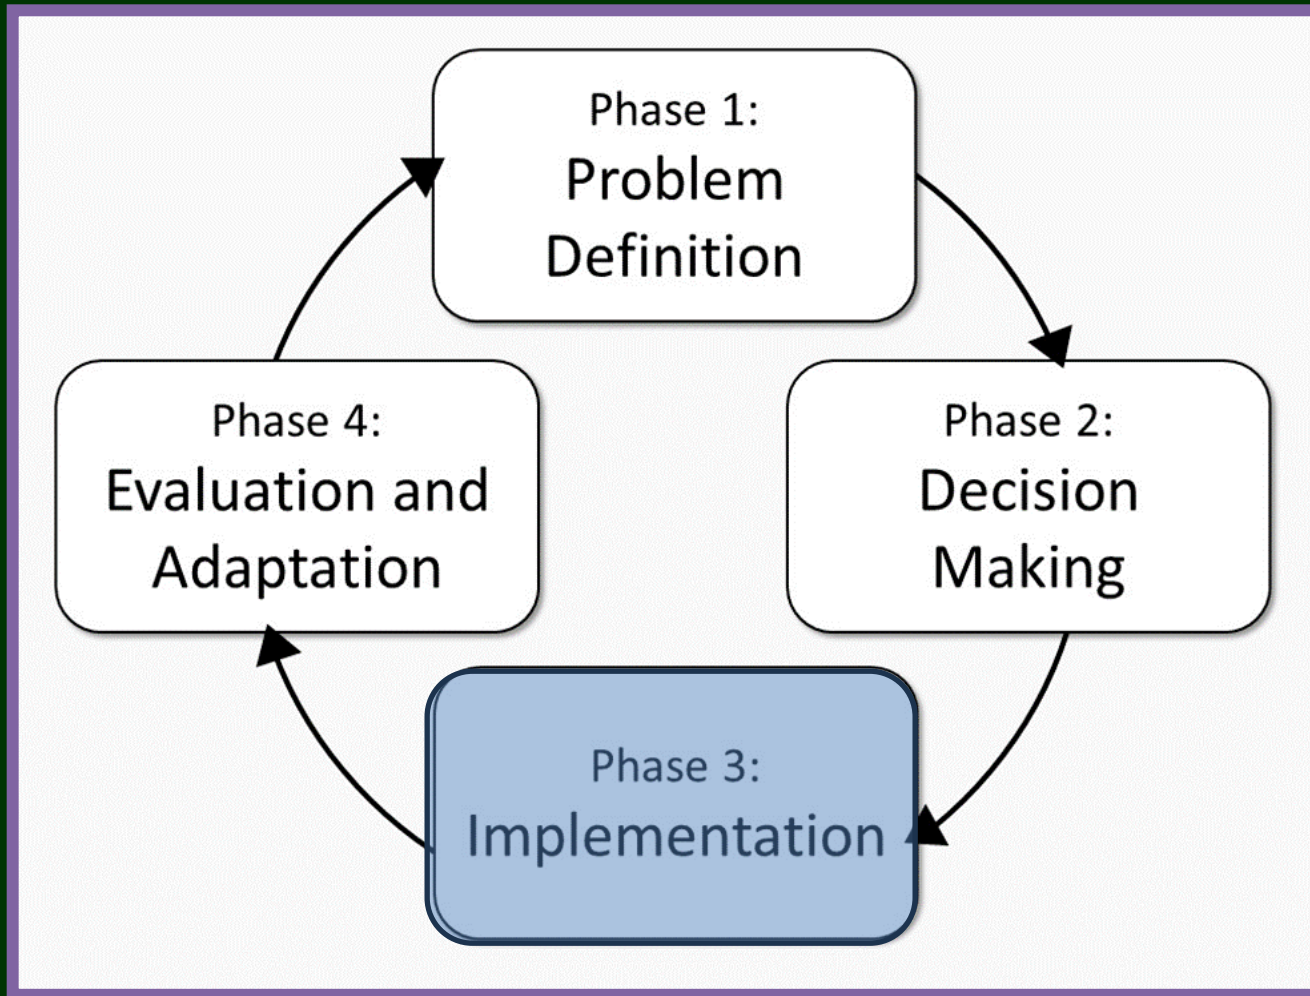 Phase 1:
Problem
Definition
Phase 2:
Decision
Making
Phase 3:
Implementation
Phase 4:
Evaluation and
Adaptation